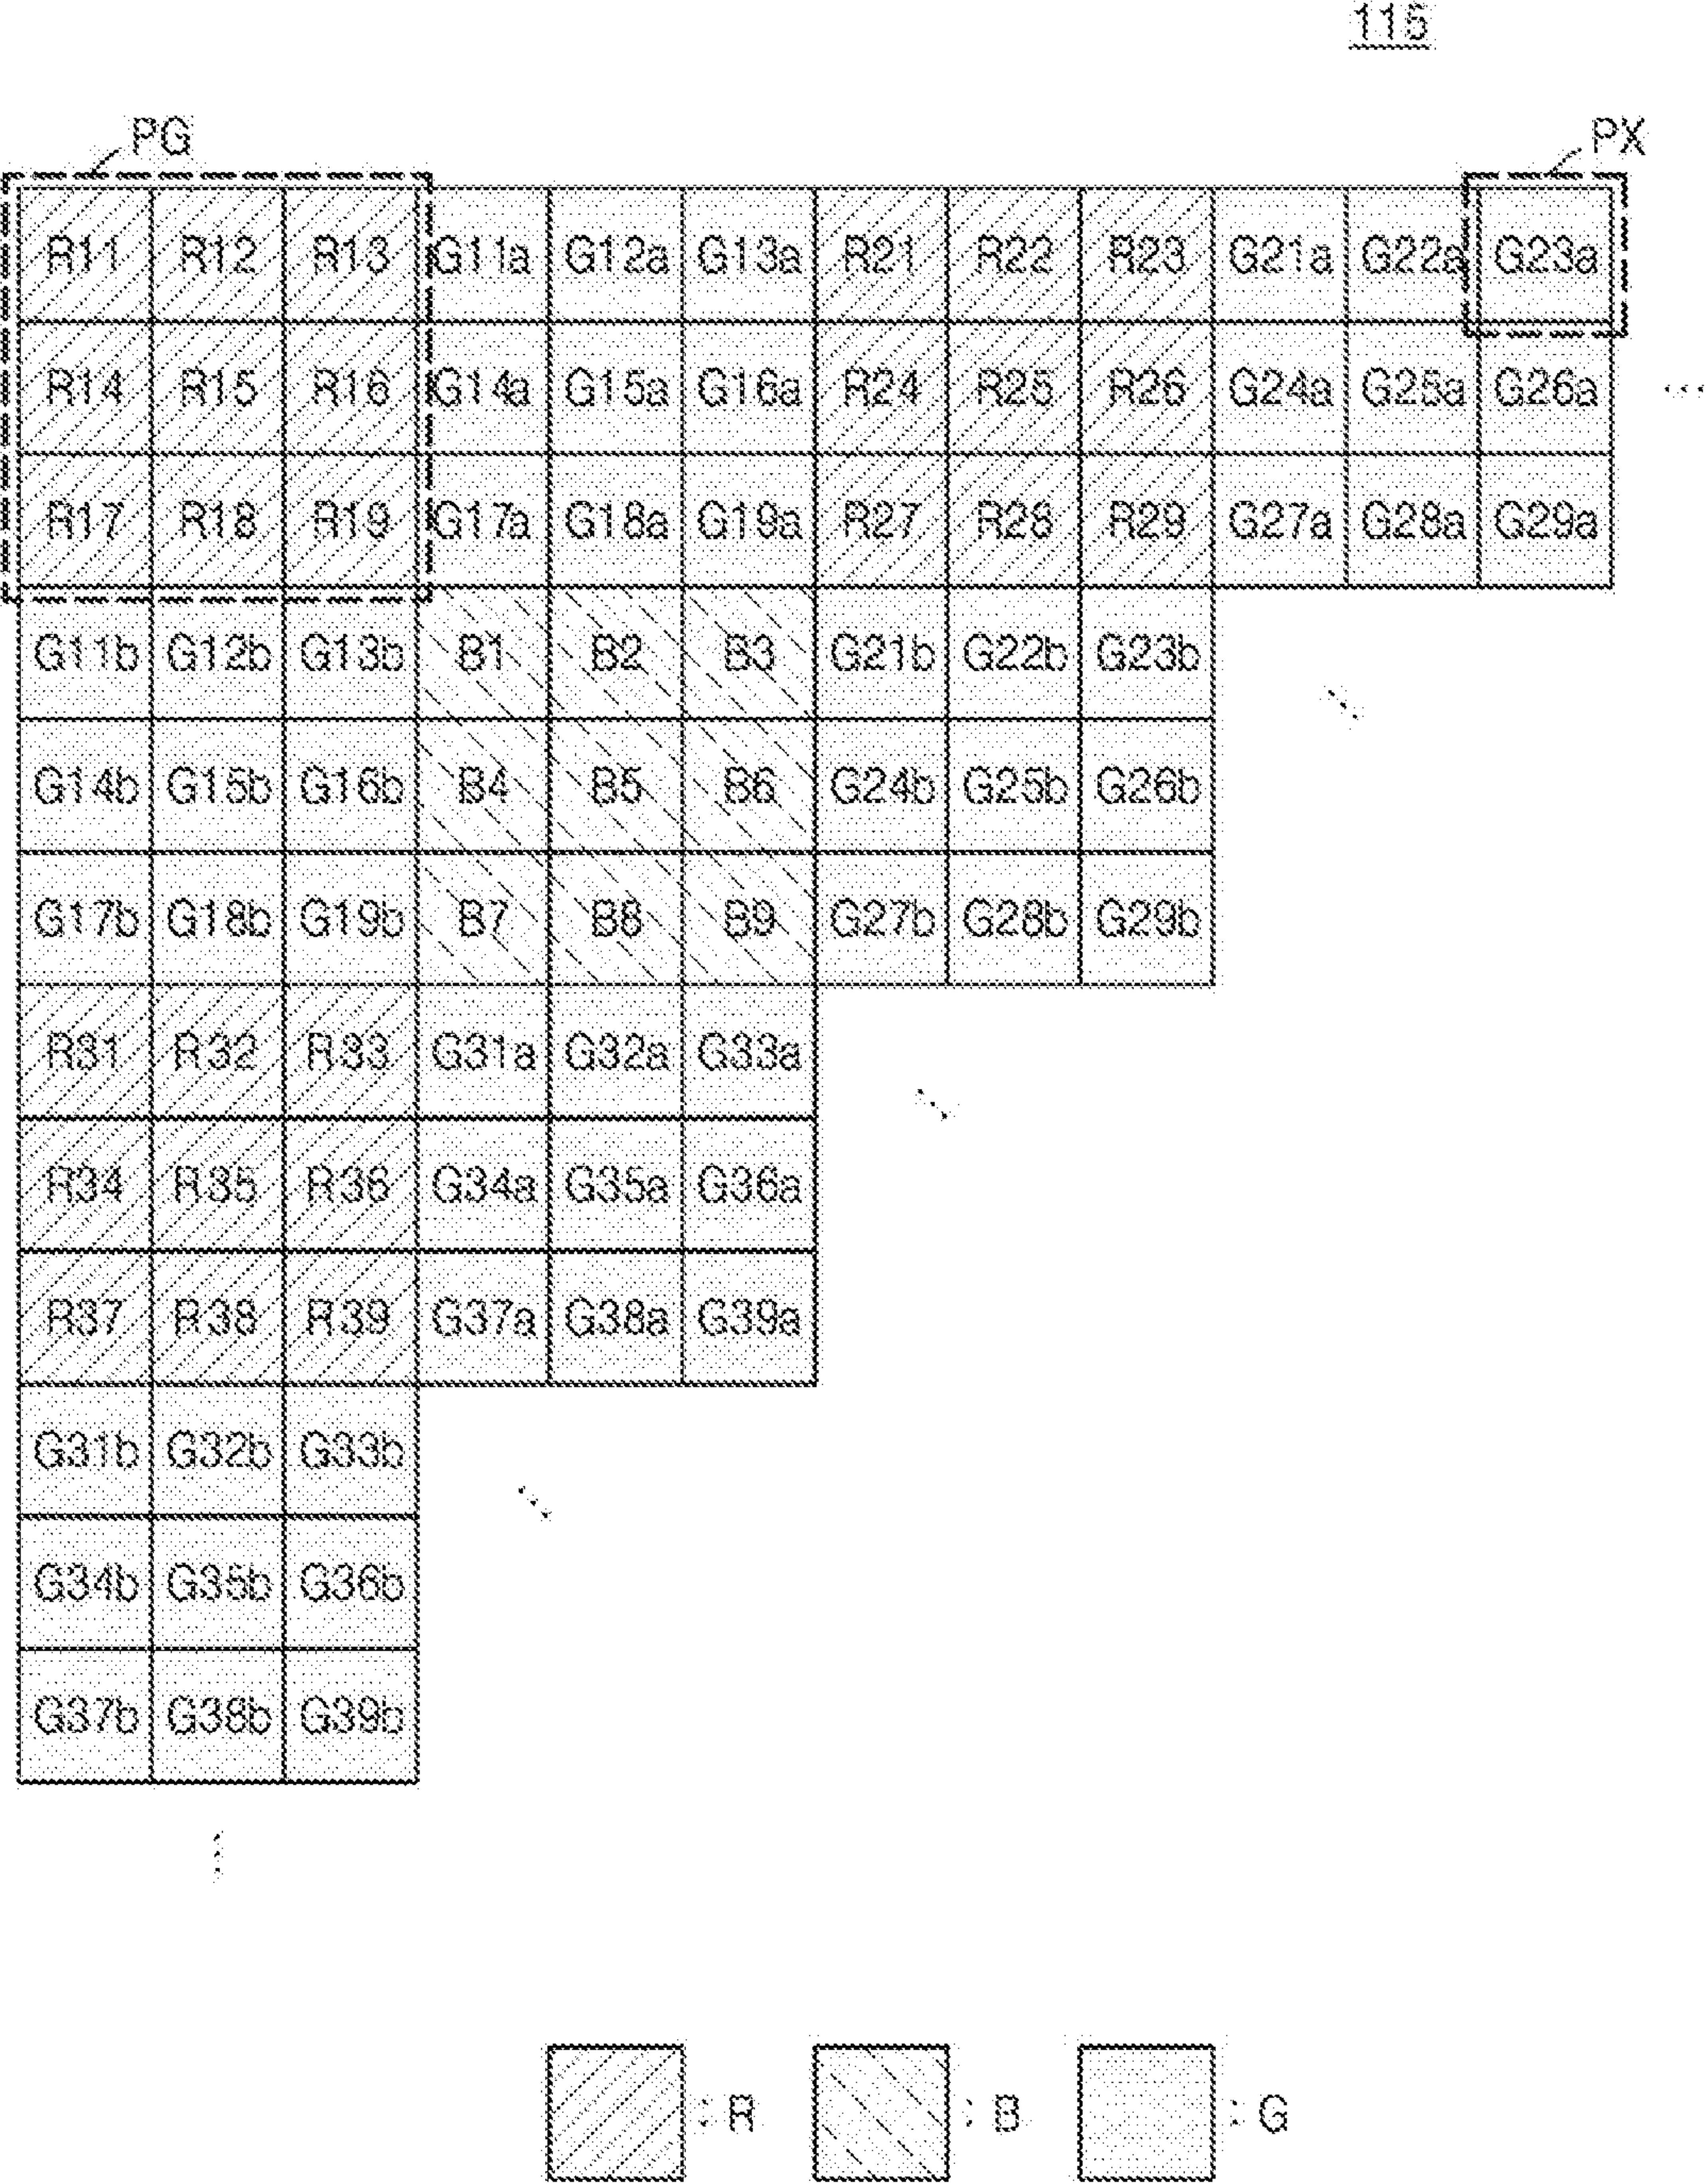 115
PG PX
R11 R12 R13 G11a G12a G13a R21 R22 R23 G21a G22a G23a
R14 R15 R16 G14a G15a G16a R24 R25 R26 G24a G25a G26a
R17 R18 R19 G17a G18a G19a R27 R28 R29 G27a G28a G29a
G11b G12b G13b B1 B2 B3 G21b G22b G23b
G14b G15b G16b B4 B5 B6 G24b G25b G26b
G17b G18b G19b B7 B8 B9 G27b G28b G29b
R31 R32 R33 G31a G32a G33a
R34 R35 R36 G34a G35a G36a
R37 R38 R39 G37a G38a G39a
G31b G32b G33b
G34b G35b G36b
G37b G38b G39b
: R : B : G